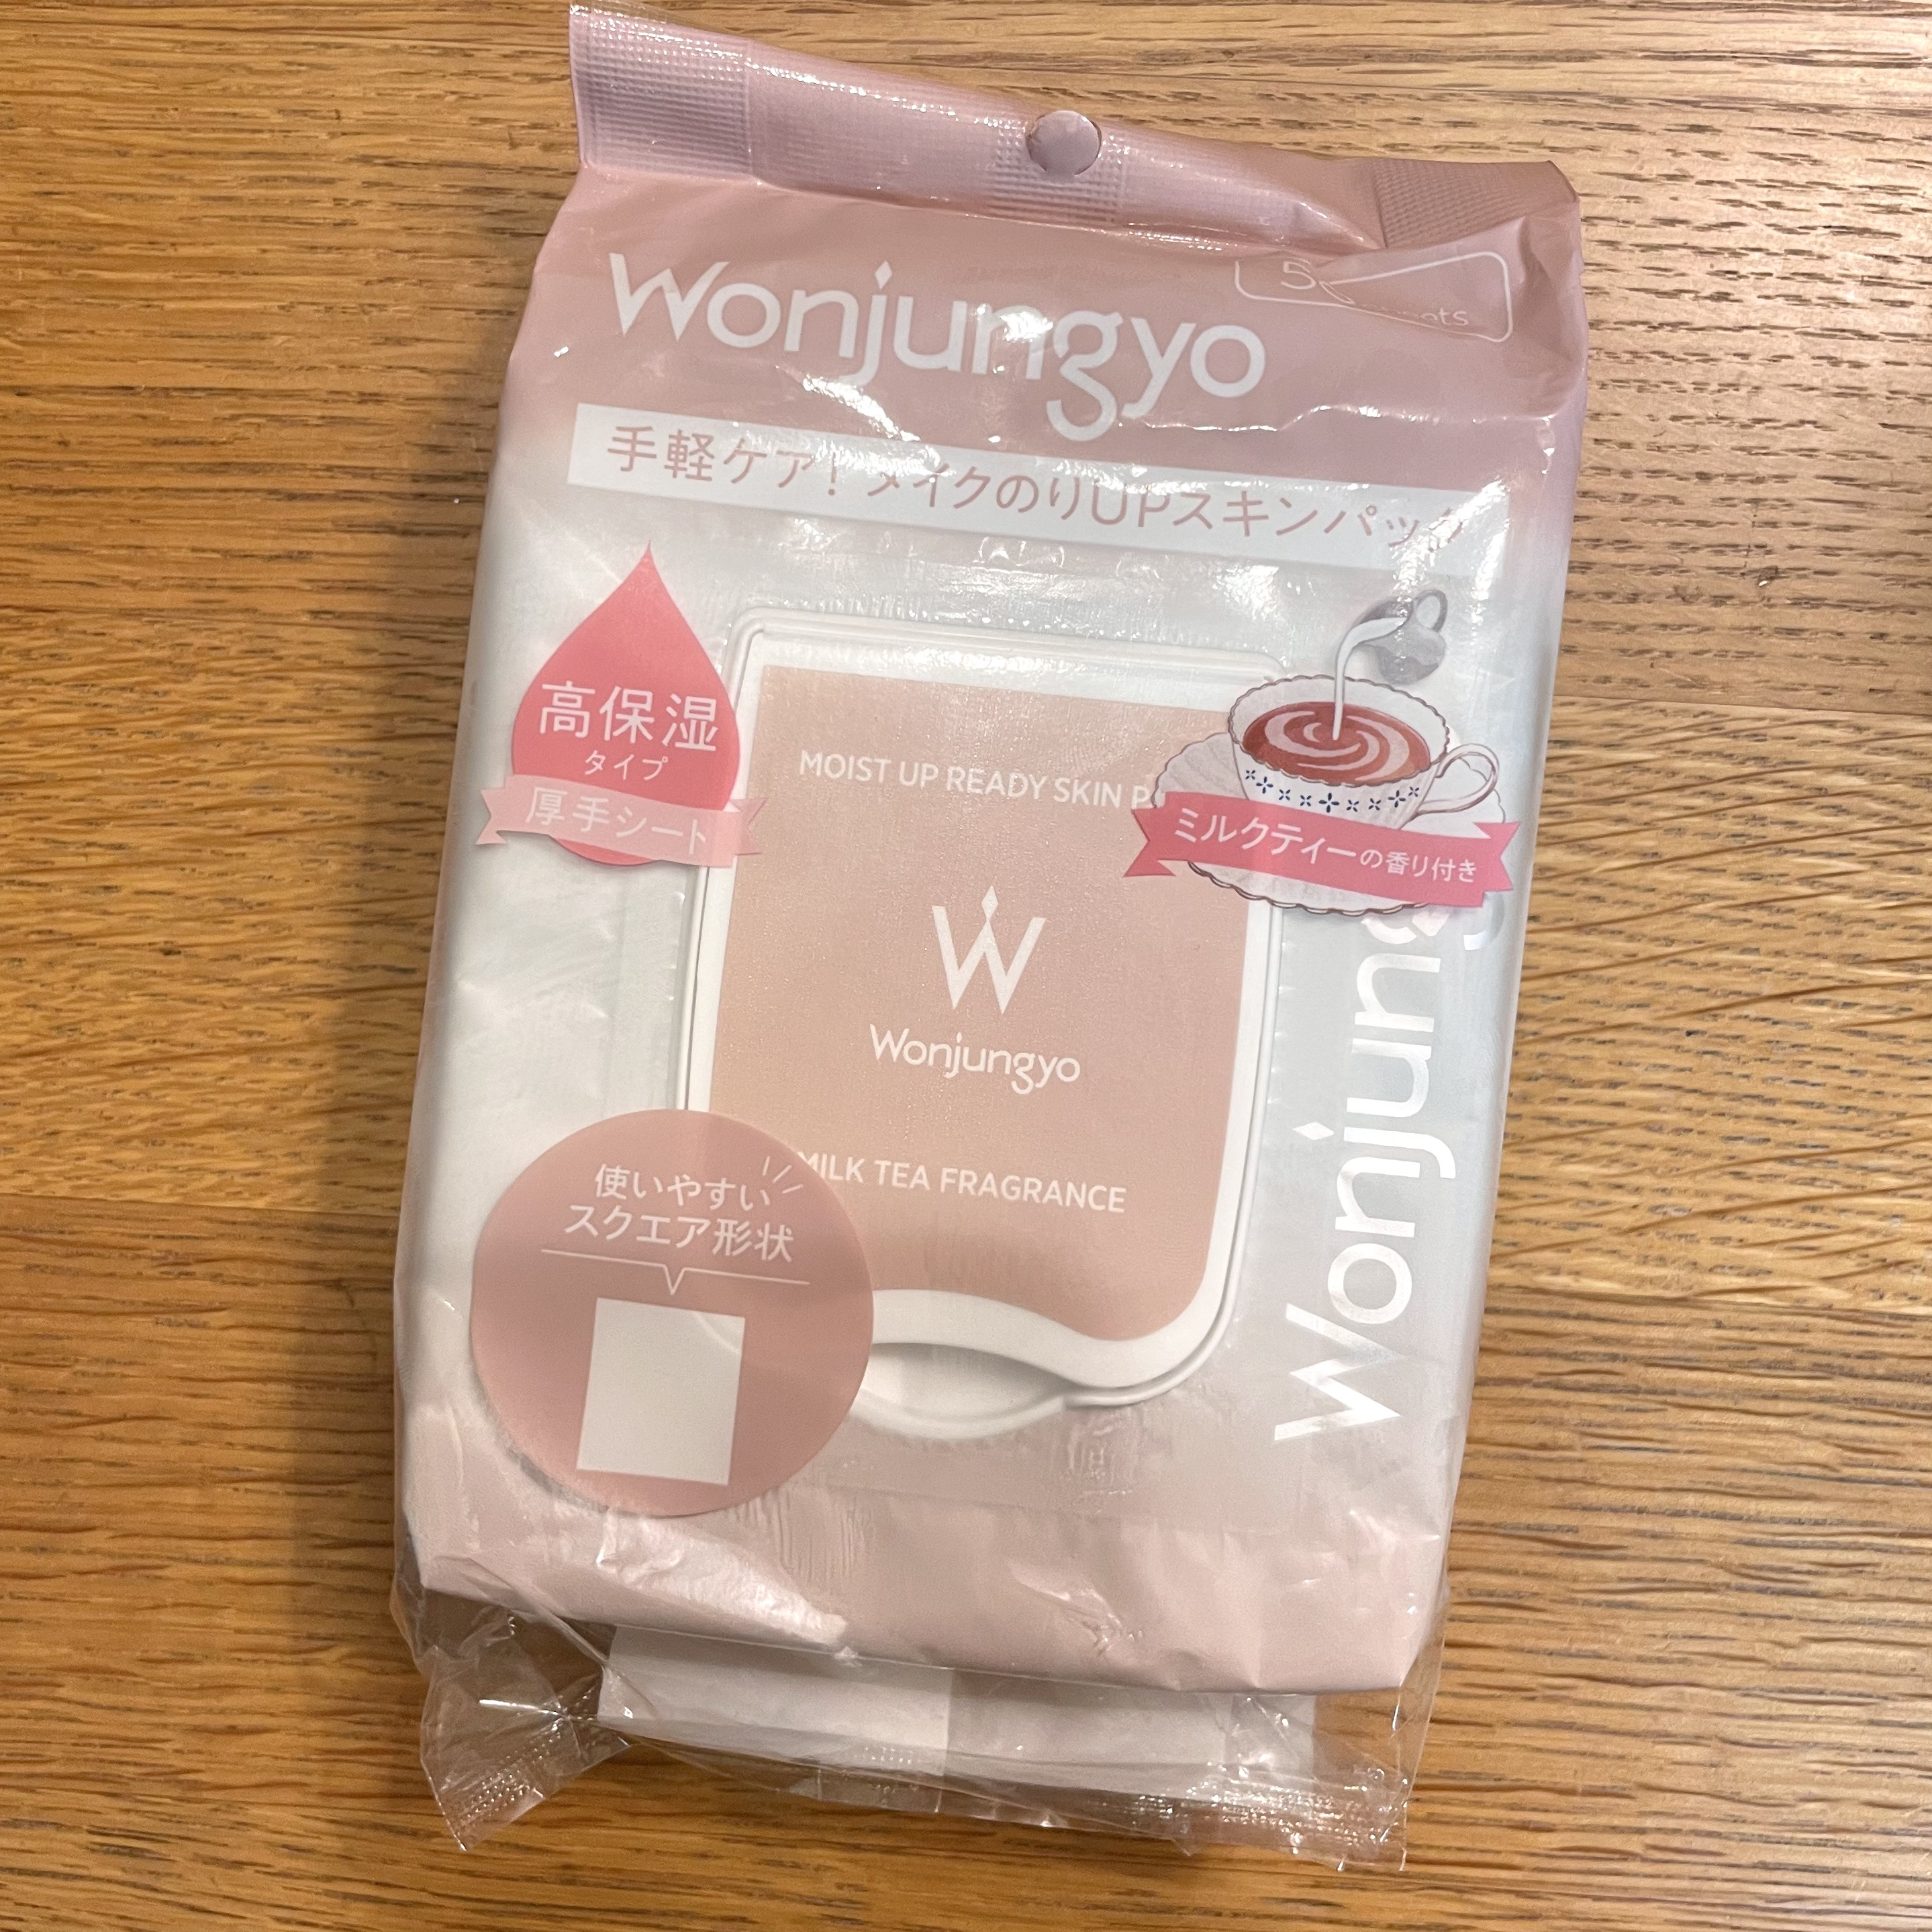 Wonjungyo
手軽ケア!メイクのりUPスキンパック
高保湿
タイプ
厚手シート
MOIST UP READY SKIN
ミルクティーの香り付き
W
Wonjungyo
MILK TEA FRAGRANCE
使いやすい
スクエア形状